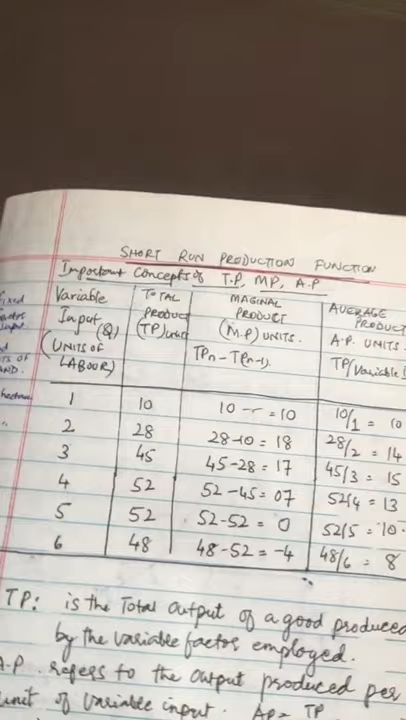 SHORT RUN PRODUCTION FUNCTION
Important Concepts of T.P, MP, A.P
Variable Input (Q) (UNITS OF LABOUR) TOTAL PRODUCT (TP) units MAGINAL PRODUCT (M.P) UNITS. TPn - TP(n-1). AVERAGE PRODUCT A.P. UNITS. TP/Variable
1 10 10 - = 10 10/1 = 10
2 28 28-10 = 18 28/2 = 14
3 45 45-28 = 17 45/3 = 15
4 52 52-45 = 07 52/4 = 13
5 52 52-52 = 0 52/5 = 10.
6 48 48-52 = -4 48/6 = 8
TP: is the Total output of a good produced
by the variable factor employed.
A.P. refers to the output produced per
unit of variable input. AP = TP